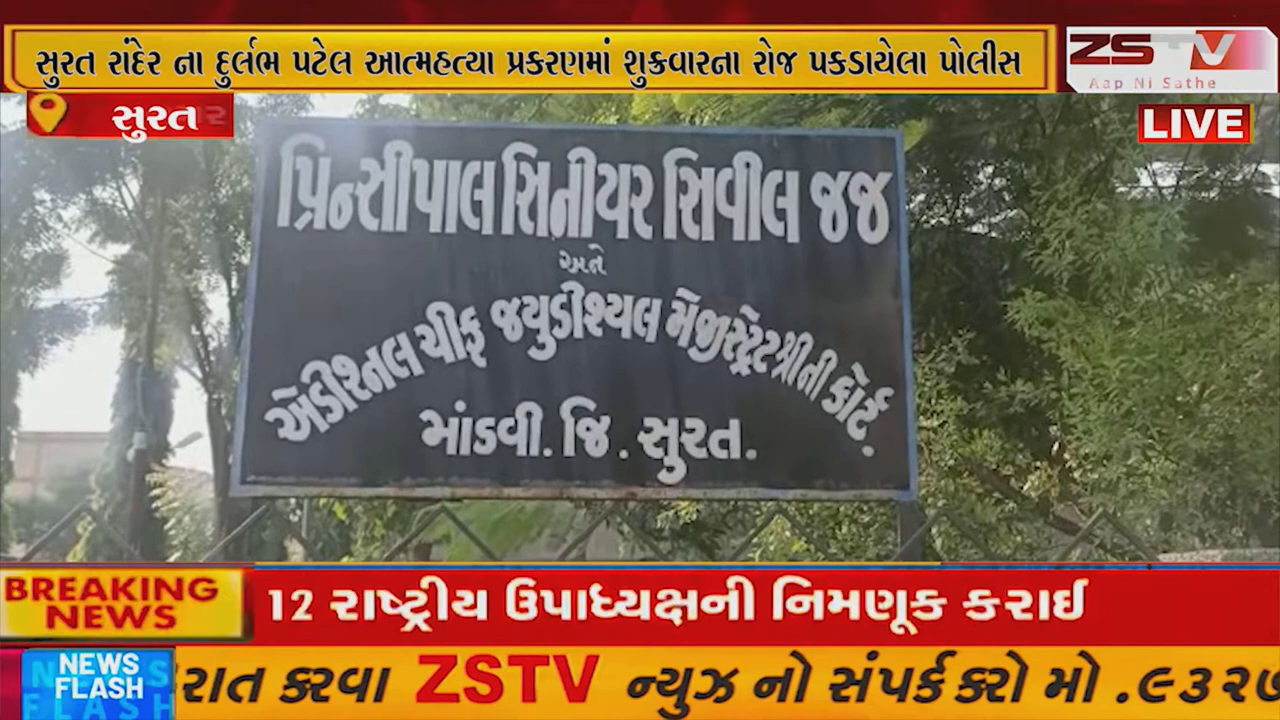 સુરત રાંદેર ના દુર્લભ પટેલ આત્મહત્યા પ્રકરણમાં શુક્રવારના રોજ પકડાયેલા પોલીસ
ZSTV
Aap Ni Sathe
સુરત
LIVE
પ્રિન્સીપાલ સિનીયર સિવીલ જજ
અને
એડીશ્નલ ચીફ જયુડીશ્યલ મેજીસ્ટ્રેટશ્રીની કોર્ટ.
માંડવી. જિ. સુરત.
BREAKING NEWS
12 રાષ્ટ્રીય ઉપાધ્યક્ષની નિમણૂક કરાઈ
NEWS FLASH
રાત કરવા ZSTV ન્યુઝ નો સંપર્ક કરો મો .૯૩૨૭